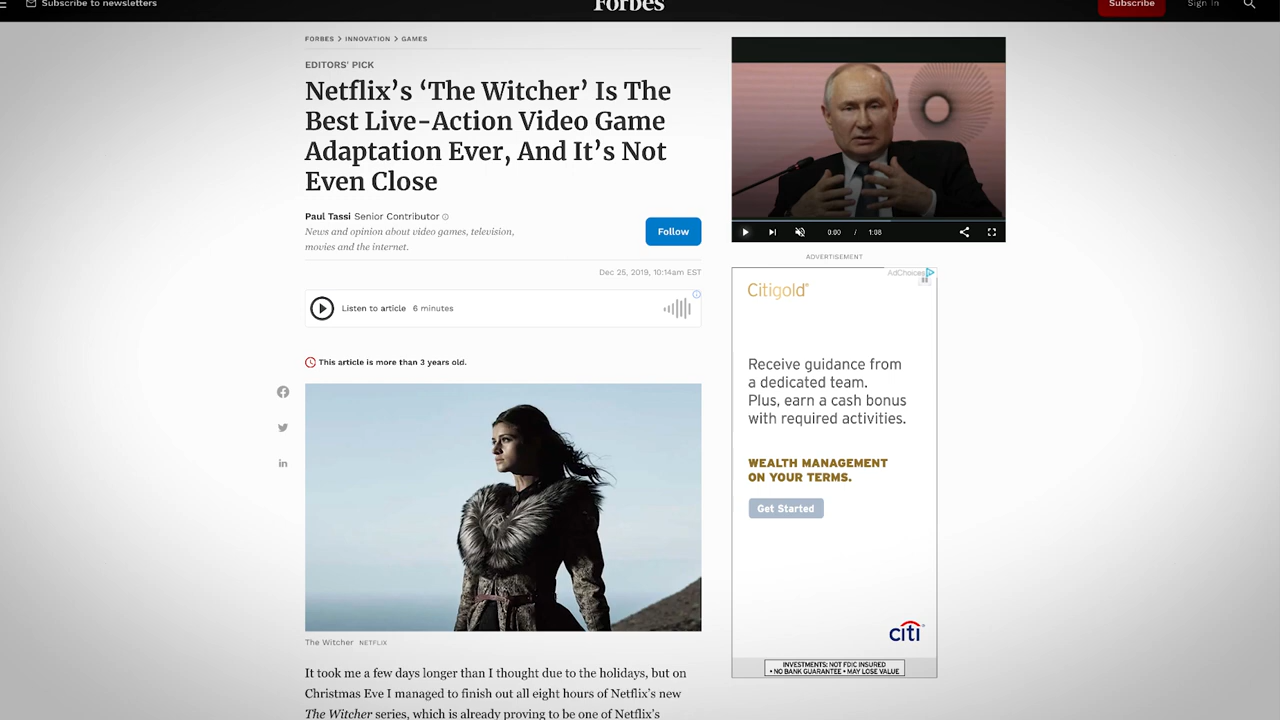 Subscribe to newsletters
Forbes
Subscribe
Sign In
FORBES > INNOVATION > GAMES
EDITORS' PICK
Netflix's 'The Witcher' Is The
Best Live-Action Video Game
Adaptation Ever, And It's Not
Even Close
Paul Tassi Senior Contributor
News and opinion about video games, television,
movies and the internet.
Follow
Dec 25, 2019, 10:14am EST
Listen to article 6 minutes
This article is more than 3 years old.
The Witcher NETFLIX
It took me a few days longer than I thought due to the holidays, but on
Christmas Eve I managed to finish out all eight hours of Netflix's new
The Witcher series, which is already proving to be one of Netflix's
0:00 / 1:08
ADVERTISEMENT
AdChoices
Citigold®
Receive guidance from
a dedicated team.
Plus, earn a cash bonus
with required activities.
WEALTH MANAGEMENT
ON YOUR TERMS.
Get Started
citi®
INVESTMENTS: NOT FDIC INSURED
• NO BANK GUARANTEE • MAY LOSE VALUE